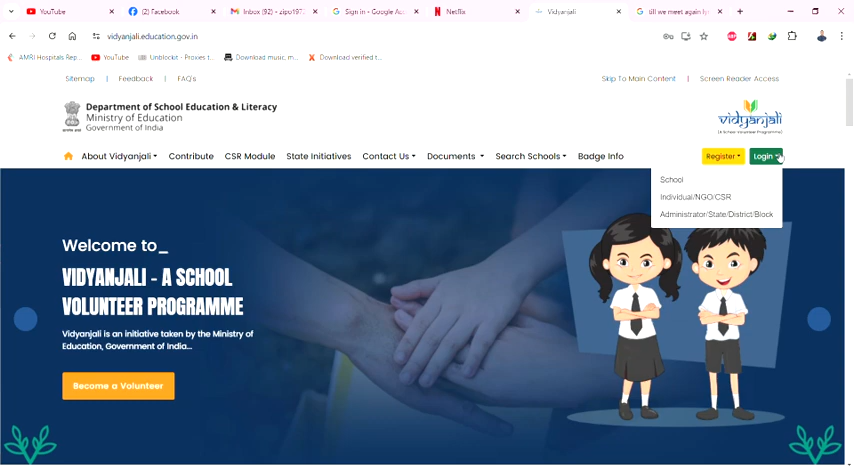 YouTube
(2) Facebook
Inbox (92) - zipo197...
Sign in - Google Acc
Netflix
Vidyanjali
till we meet again ly
vidyanjali.education.gov.in
AMRI Hospitals Rep...
YouTube
Unblockit - Proxies t...
Download music, m...
Download verified t...
Sitemap | Feedback | FAQ's
Skip To Main Content | Screen Reader Access
Department of School Education & Literacy
Ministry of Education
Government of India
vidyanjali
(A School Volunteer Programme)
About Vidyanjali
Contribute
CSR Module
State Initiatives
Contact Us
Documents
Search Schools
Badge Info
Register
Login
School
Individual/NGO/CSR
Administrator/State/District/Block
Welcome to_
VIDYANJALI - A SCHOOL
VOLUNTEER PROGRAMME
Vidyanjali is an initiative taken by the Ministry of
Education, Government of India...
Become a Volunteer